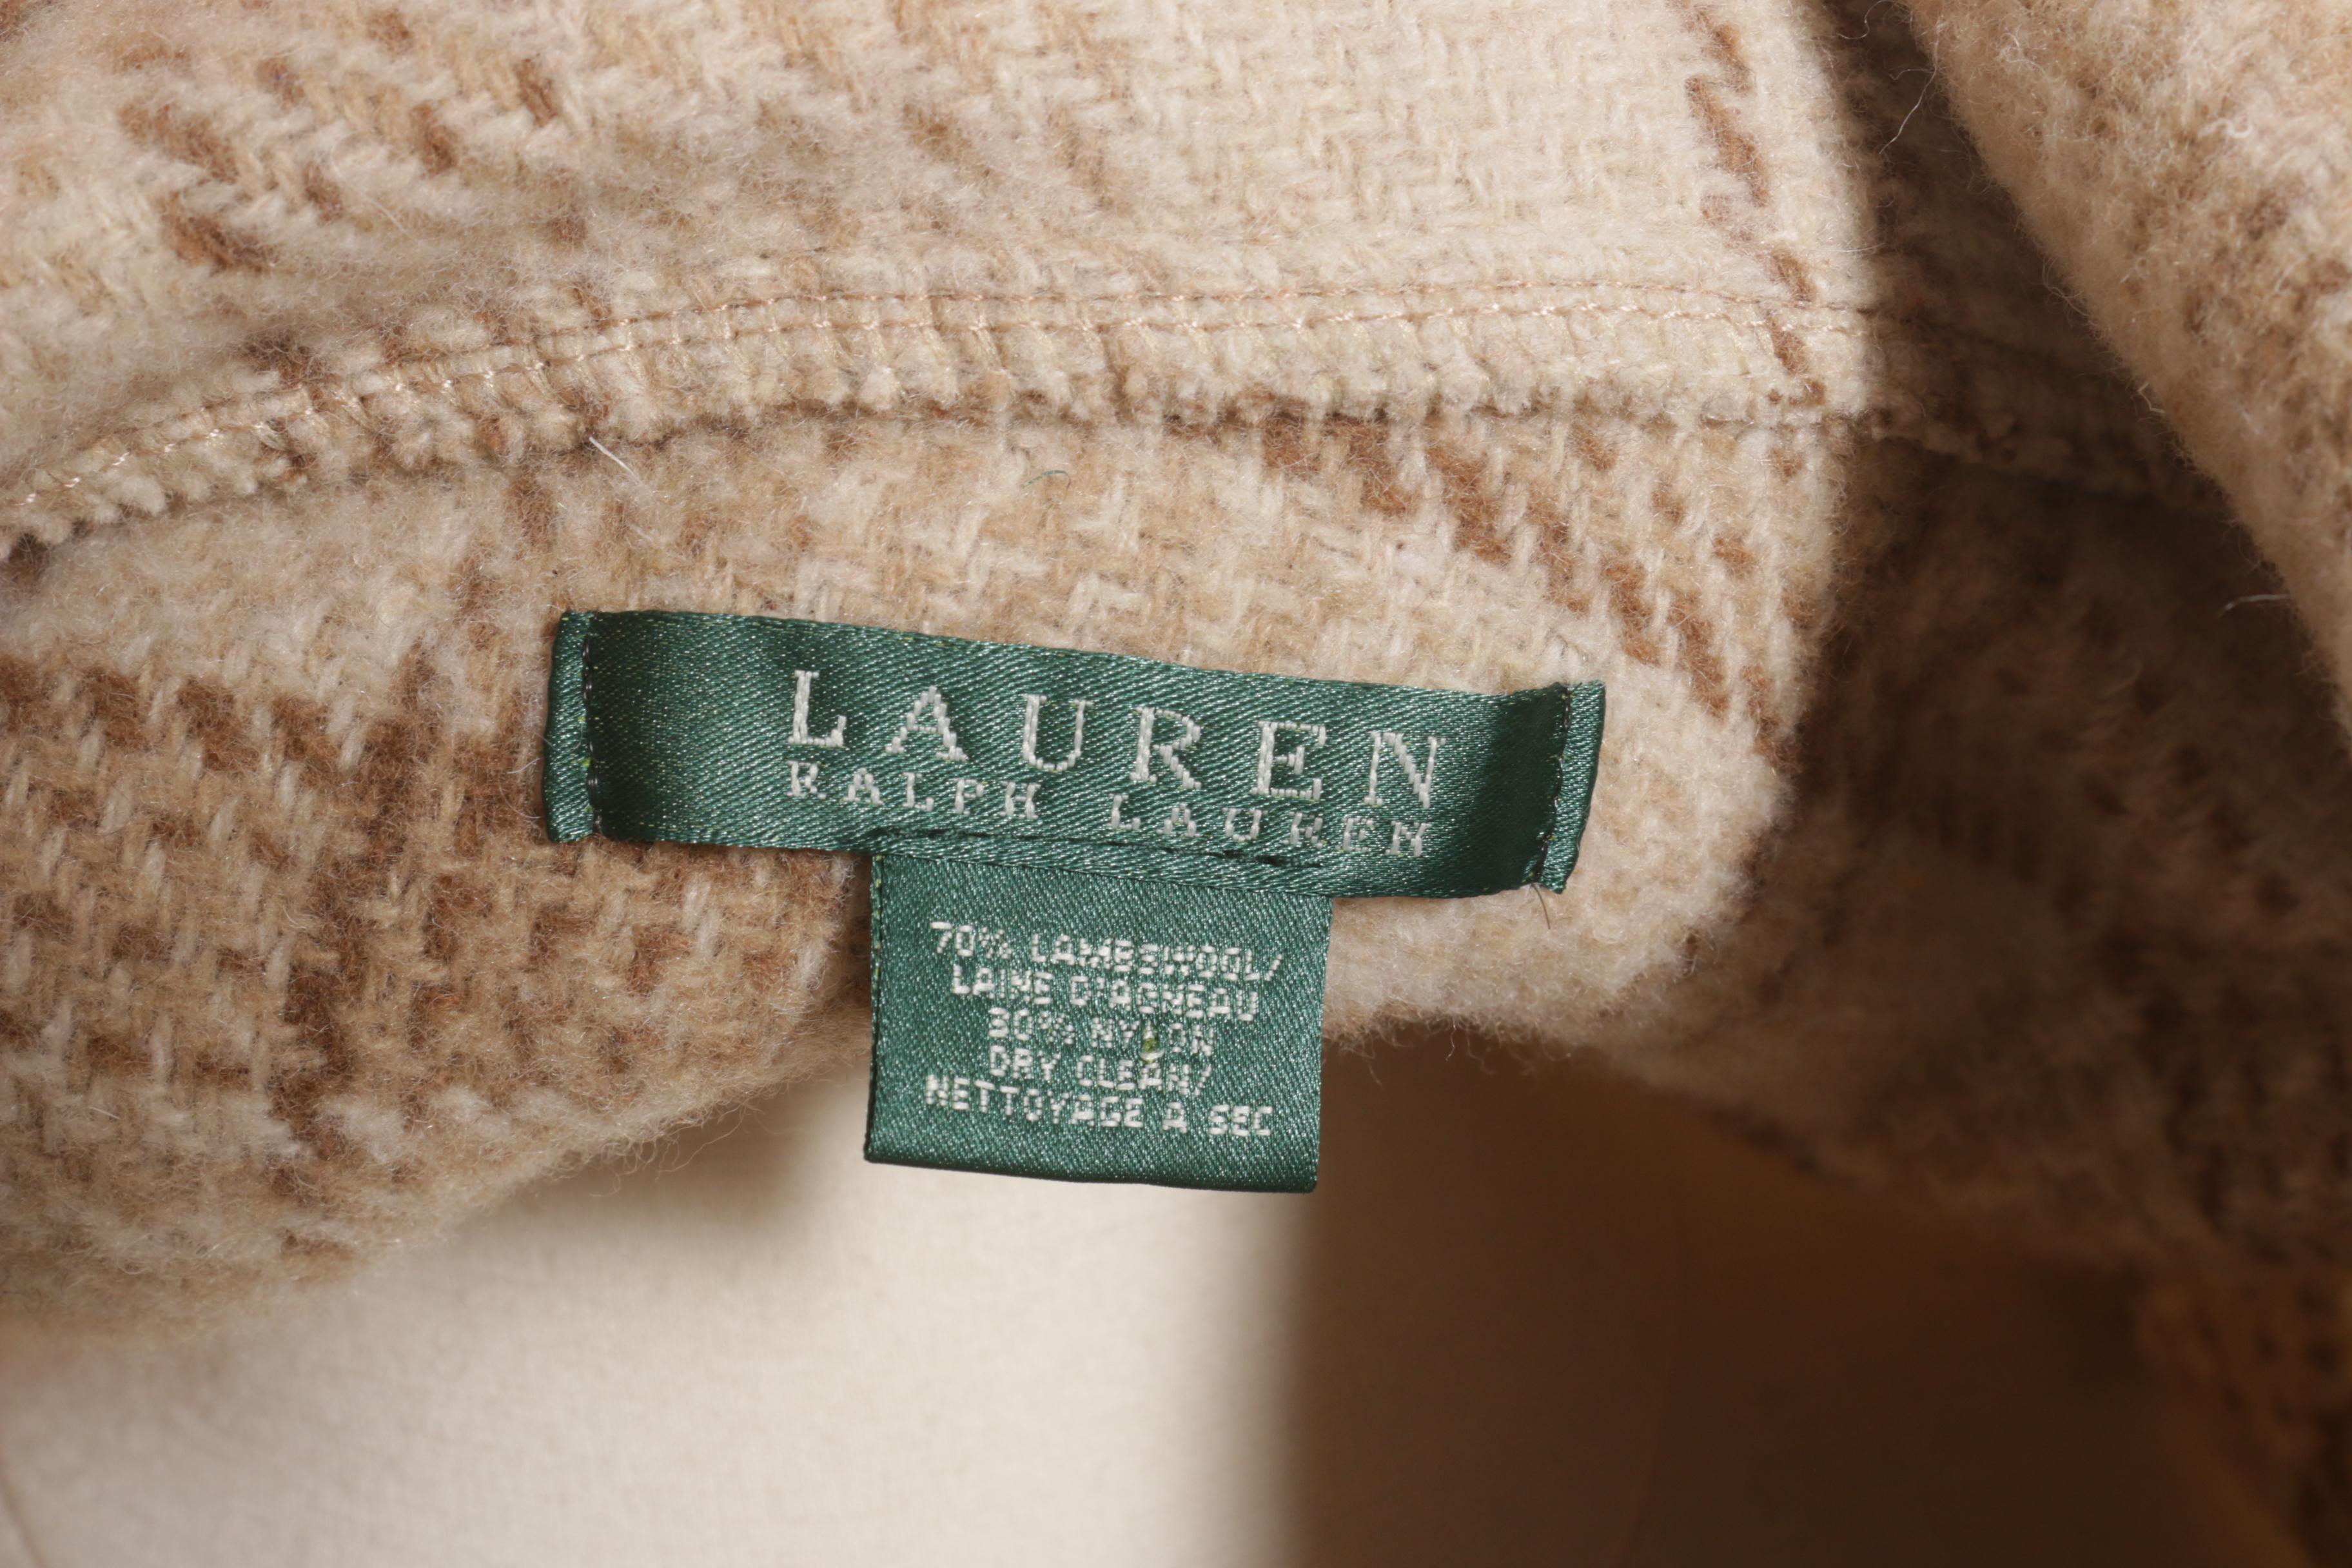 LAUREN
RALPH LAUREN
70% LAMBSWOOL/
LAINE D'AGNEAU
30% NYLON
DRY CLEAN/
NETTOYAGE A SEC